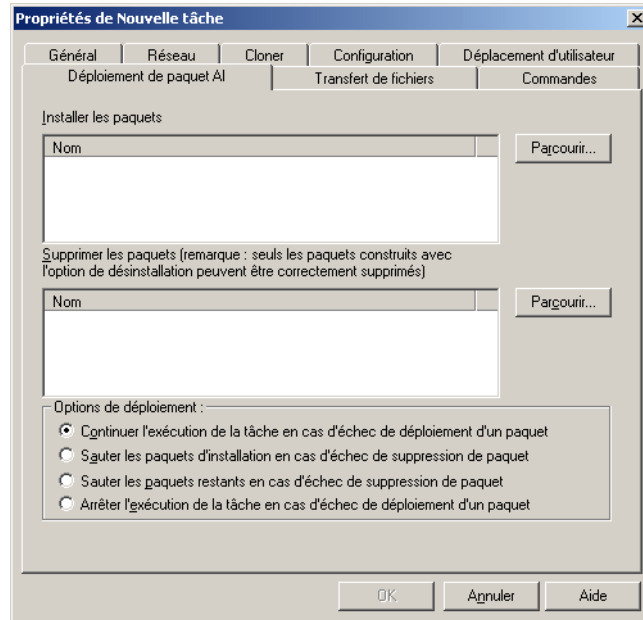 Propriétés de Nouvelle tâche
Général
Réseau
Cloner
Configuration
Déplacement d'utilisateur
Déploiement de paquet AI
Transfert de fichiers
Commandes
Installer les paquets
Nom
Parcourir...
Supprimer les paquets (remarque : seuls les paquets construits avec
l'option de désinstallation peuvent être correctement supprimés)
Nom
Parcourir...
Options de déploiement :
Continuer l'exécution de la tâche en cas d'échec de déploiement d'un paquet
Sauter les paquets d'installation en cas d'échec de suppression de paquet
Sauter les paquets restants en cas d'échec de suppression de paquet
Arrêter l'exécution de la tâche en cas d'échec de déploiement d'un paquet
OK
Annuler
Aide